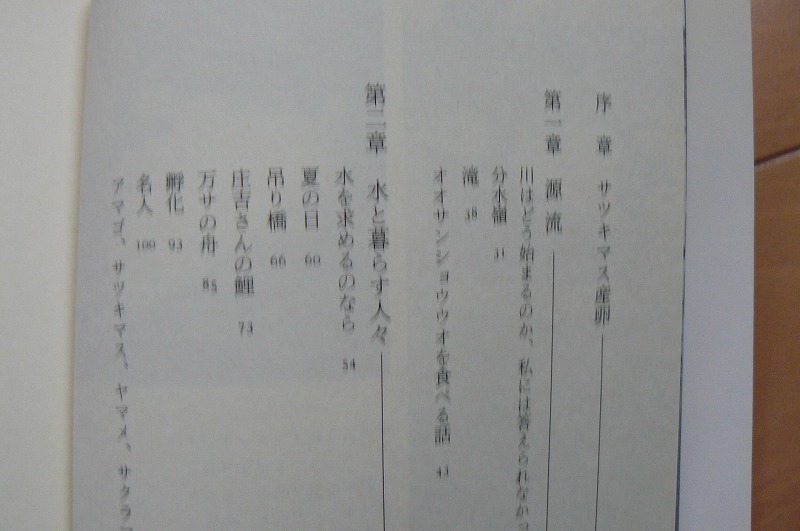 序章 サツキマス産卵
第一章 源流
川はどう始まるのか、私には答えられなかっ
分水嶺 31
滝 38
オオサンショウウオを食べる話 43
第二章 水と暮らす人々
水を求めるのなら 54
夏の日 60
吊り橋 66
庄吉さんの鯉 73
万サの舟 85
孵化 93
名人 100
アマゴ、サツキマス、ヤマメ、サクラ